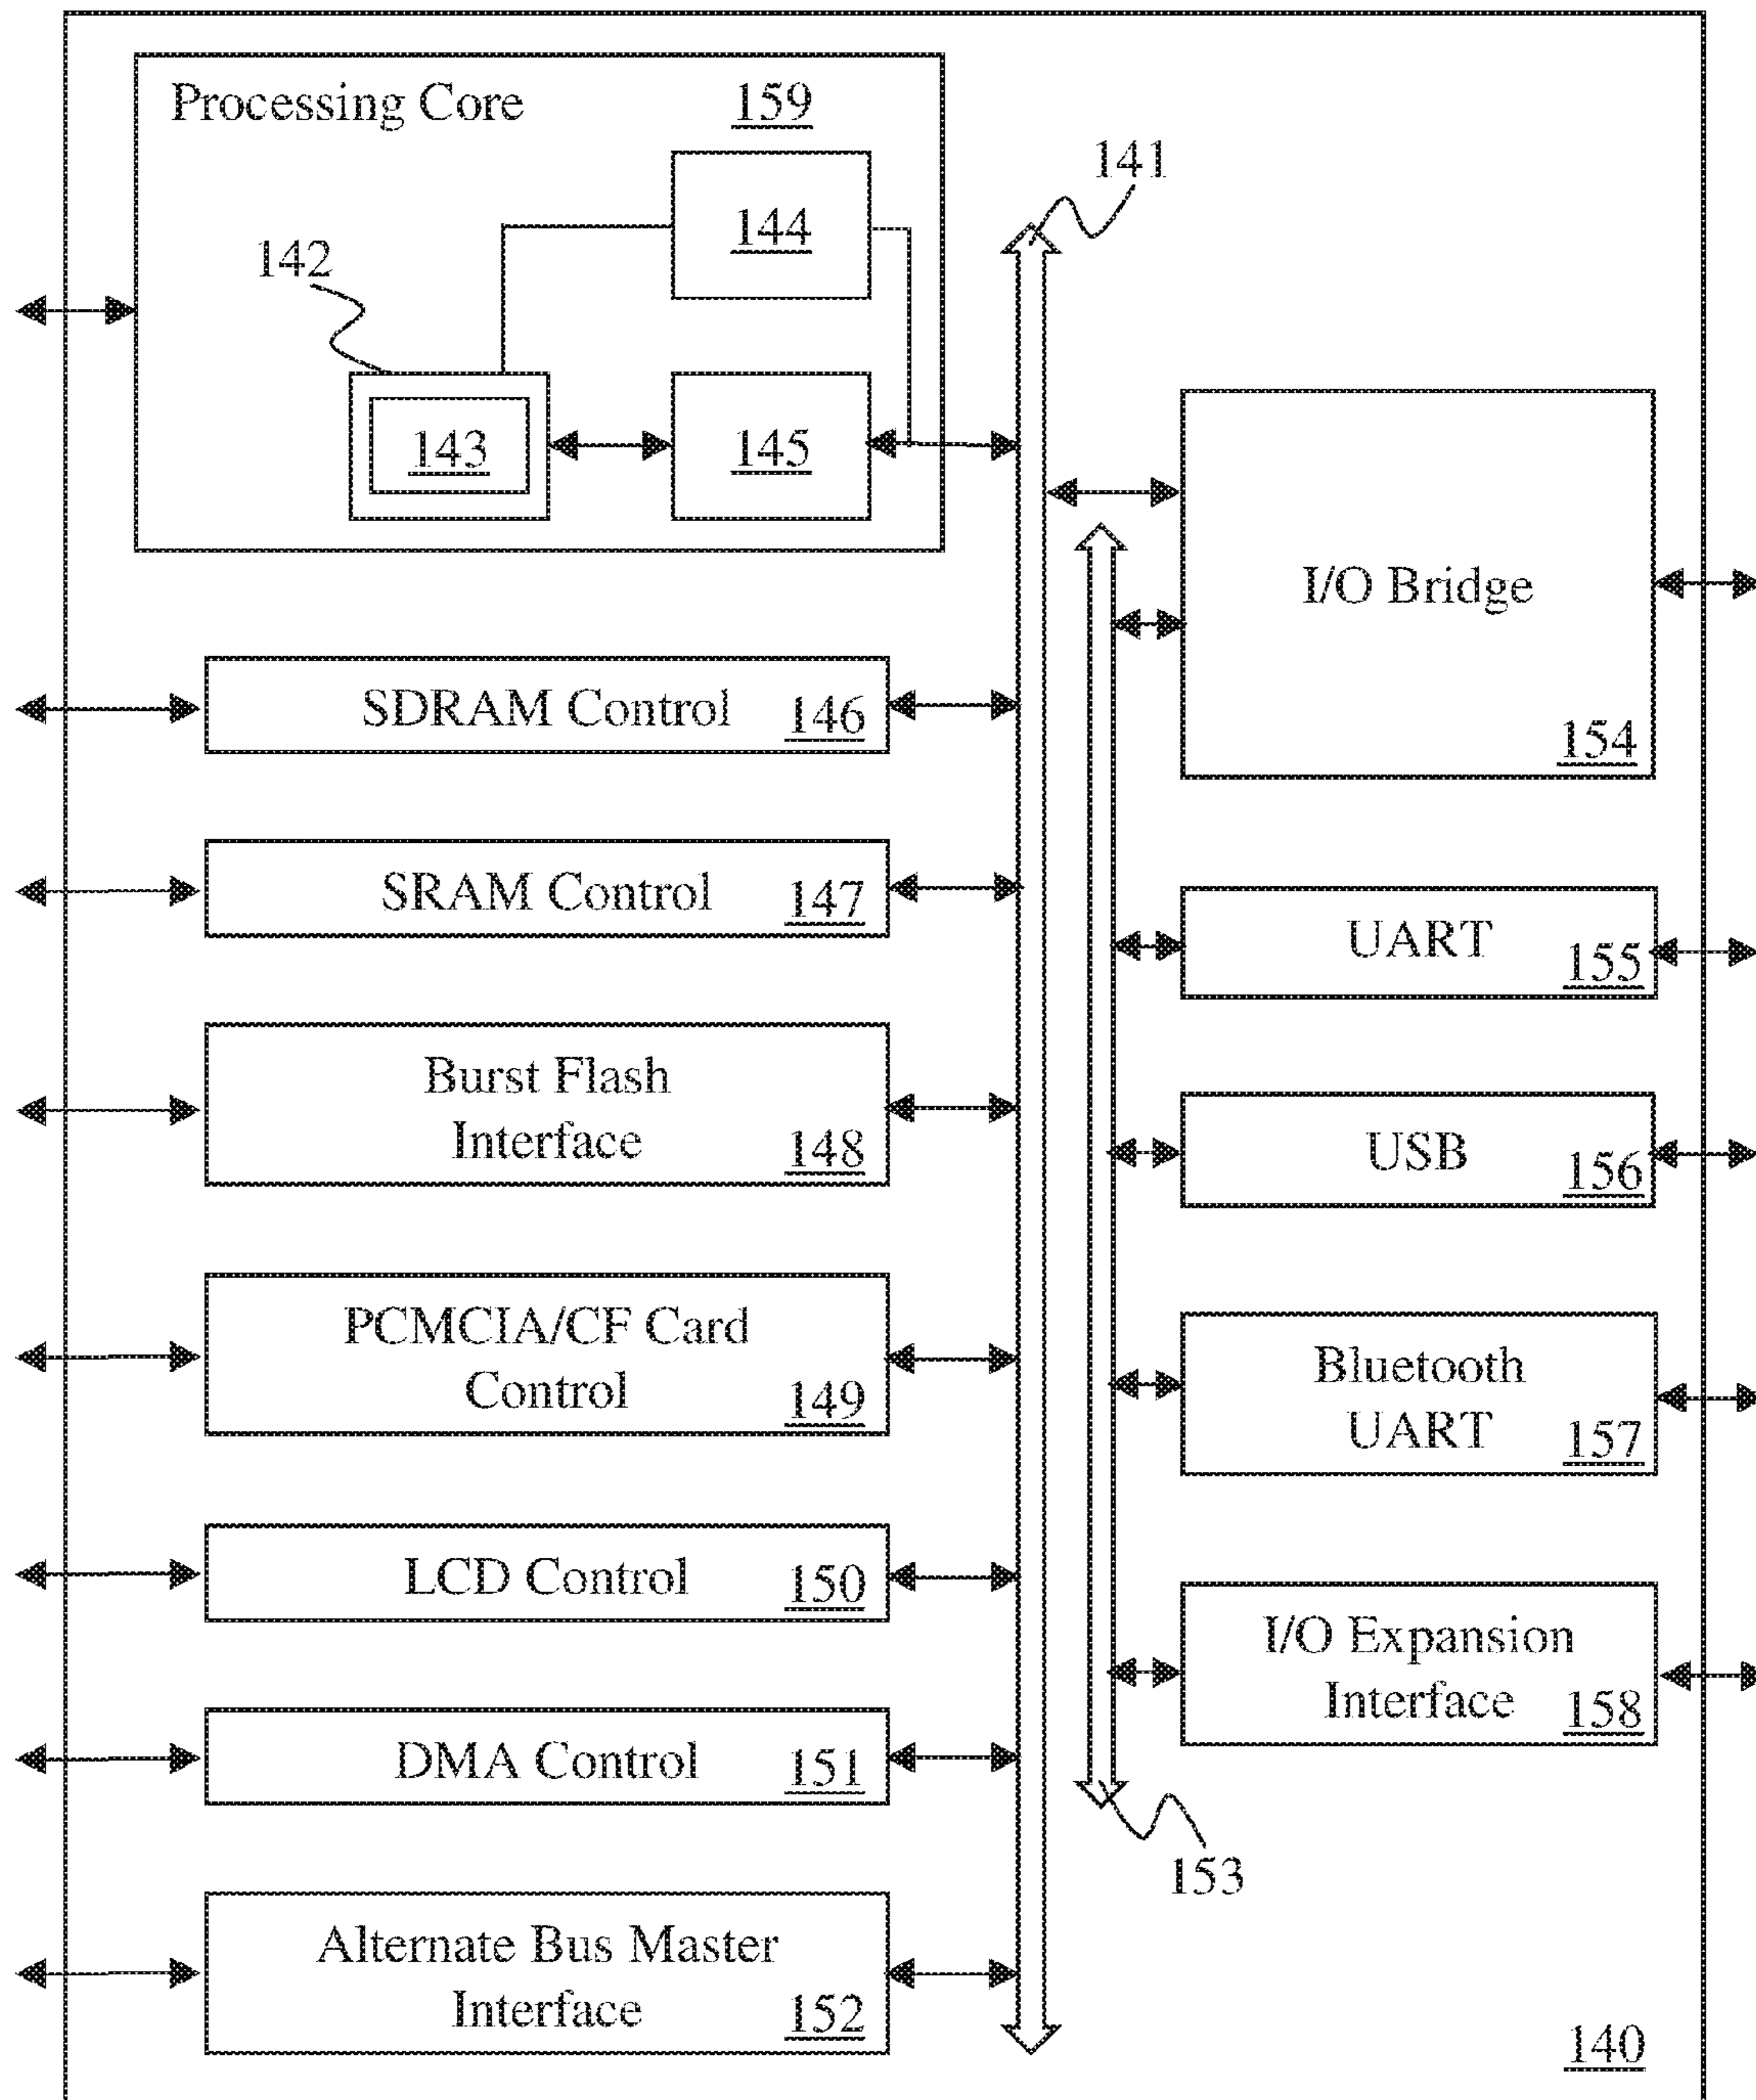 Processing Core
159
141
144
142
143
145
I/O Bridge
154
SDRAM Control
146
SRAM Control
147
UART
155
Burst Flash
Interface
148
USB
156
PCMCIA/CF Card
Control
149
Bluetooth
UART
157
LCD Control
150
I/O Expansion
Interface
158
DMA Control
151
153
Alternate Bus Master
Interface
152
140